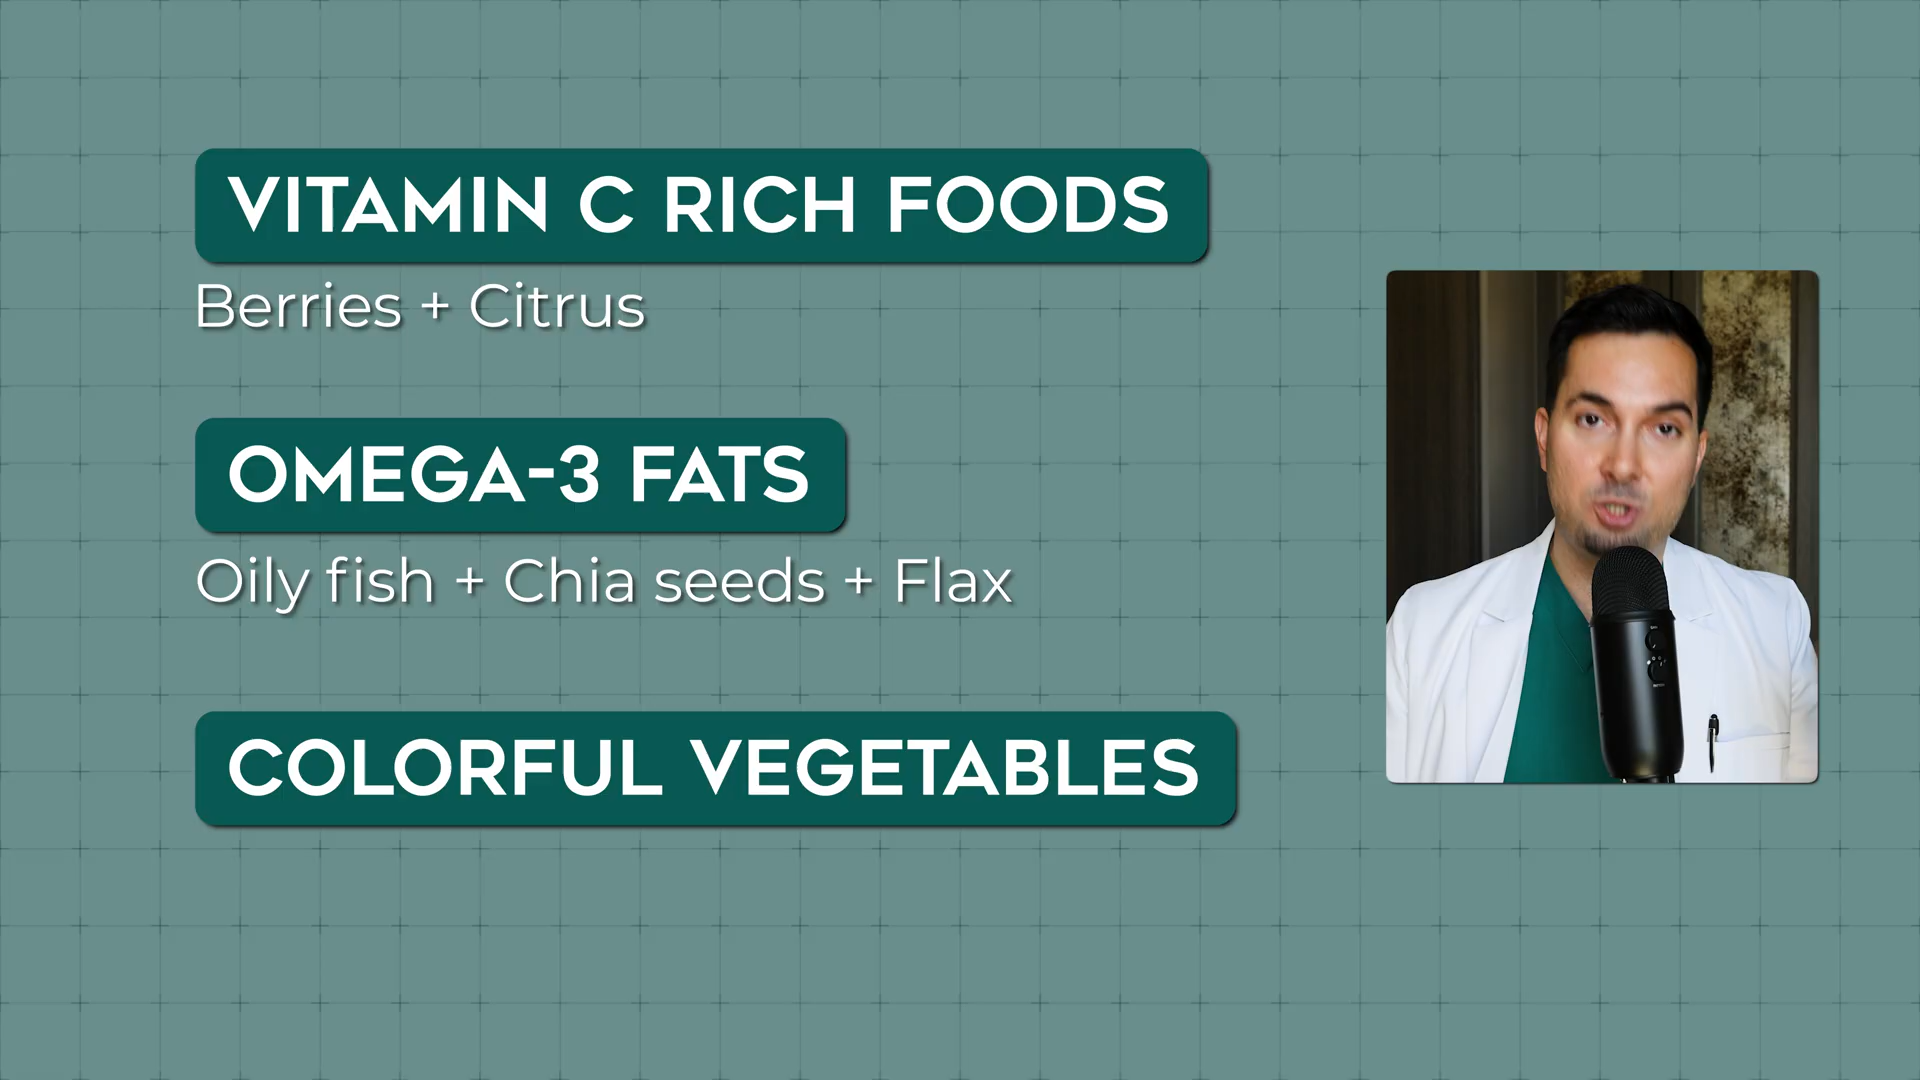 VITAMIN C RICH FOODS
Berries + Citrus
OMEGA-3 FATS
Oily fish + Chia seeds + Flax
COLORFUL VEGETABLES